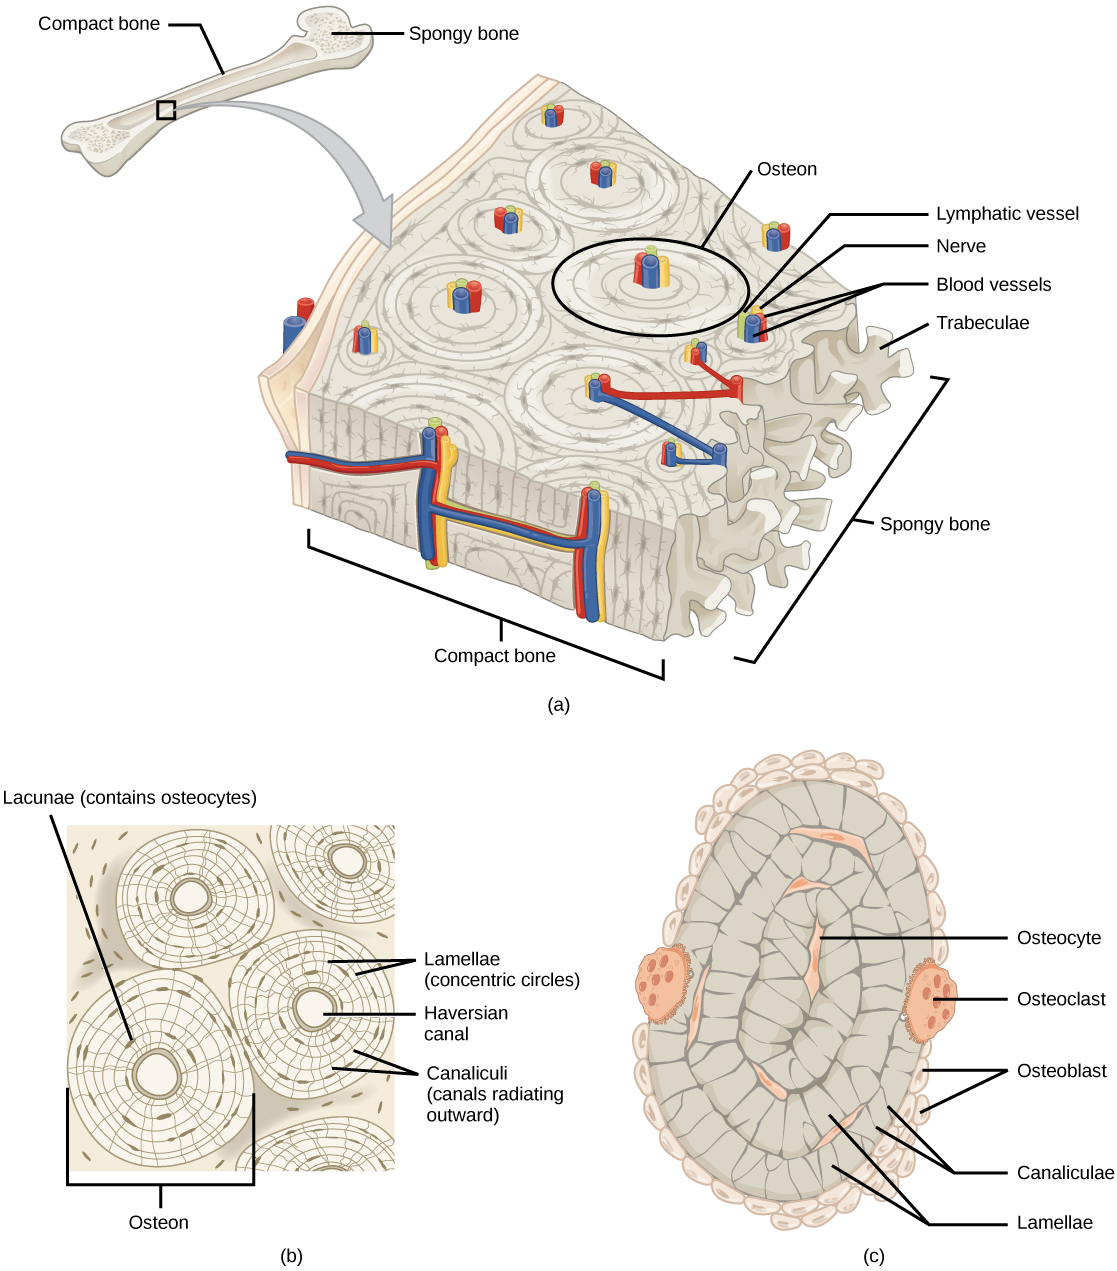 Compact bone
Spongy bone
Osteon
Lymphatic vessel
Nerve
Blood vessels
Trabeculae
Spongy bone
Compact bone
(a)
Lacunae (contains osteocytes)
Lamellae
(concentric circles)
Haversian
canal
Canaliculi
(canals radiating
outward)
Osteon
(b)
Osteocyte
Osteoclast
Osteoblast
Canaliculae
Lamellae
(c)